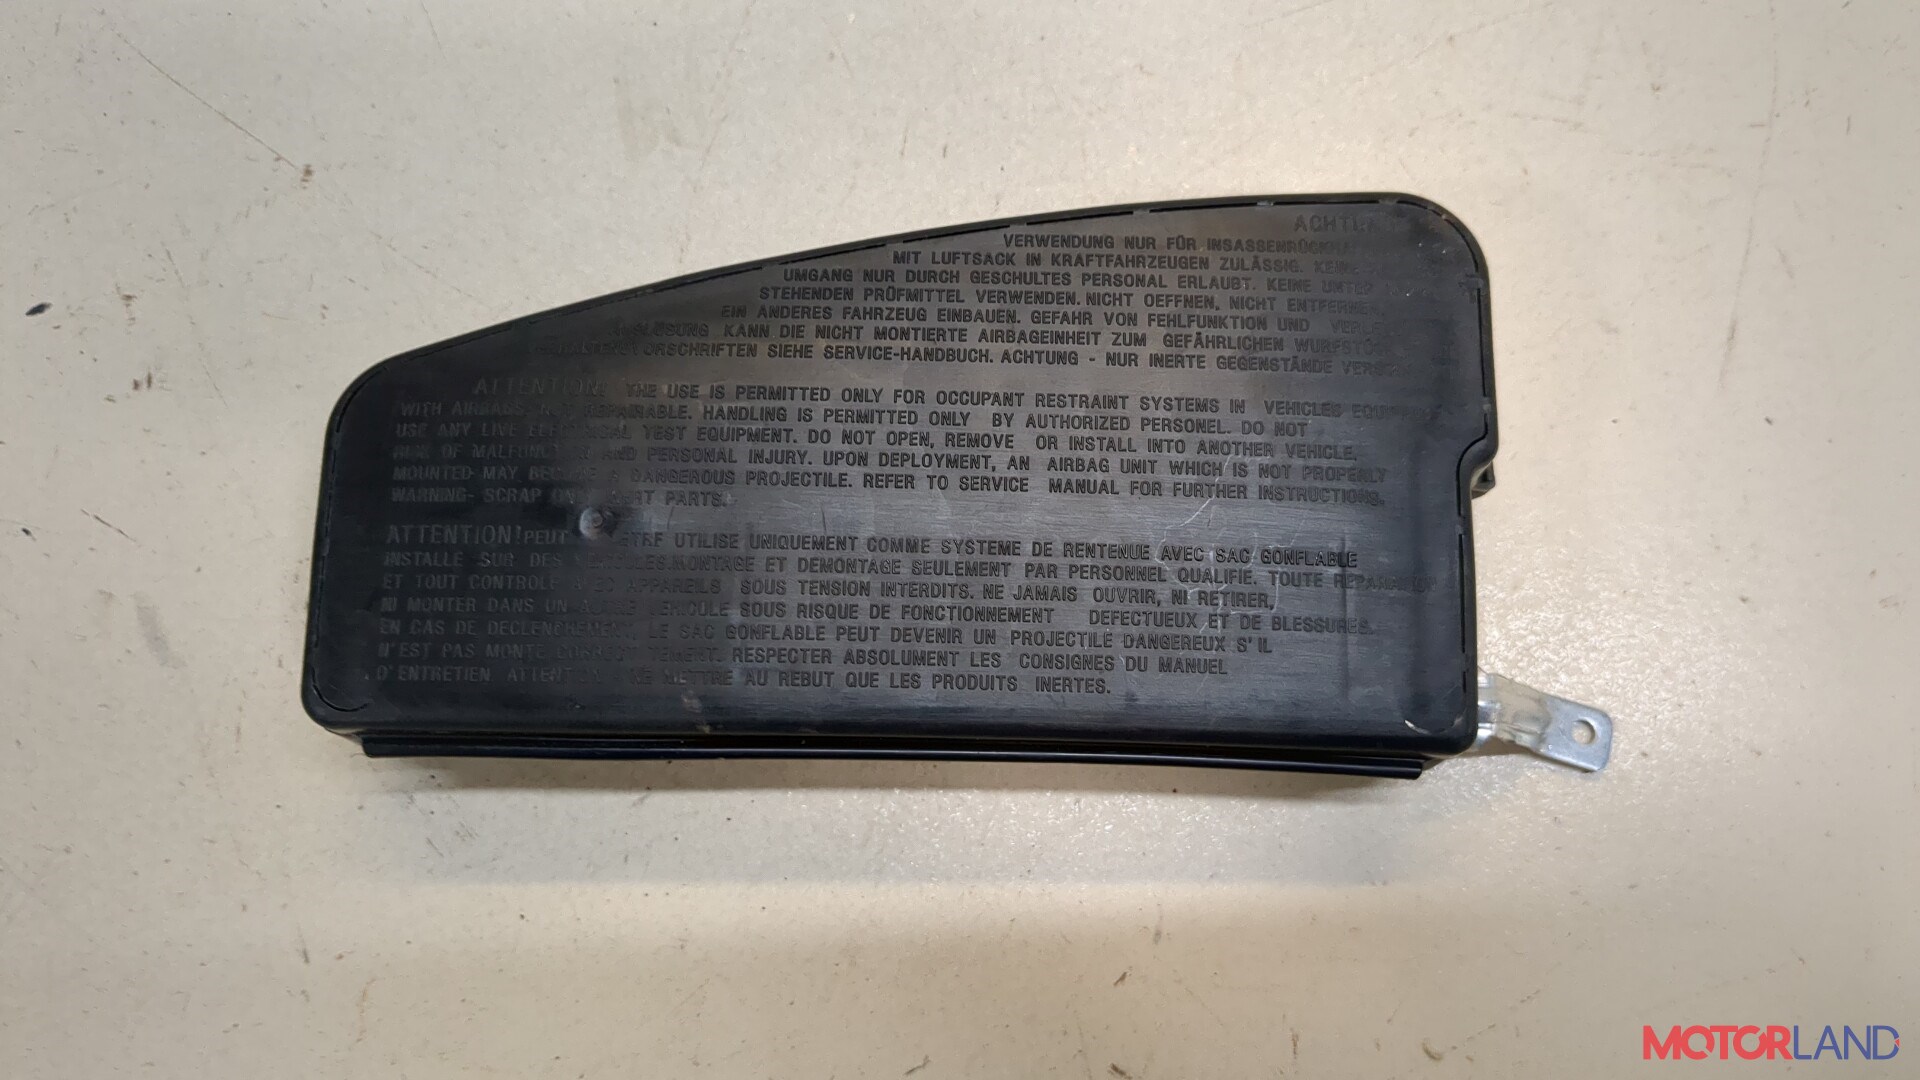 VERWENDUNG NUR FÜR
MIT LUFTSACK IN KRAFTFAHRZEUGEN ZULÄSSIG.
UMGANG NUR DURCH GESCHULTES PERSONAL ERLAUBT. KEINE
STEHENDEN PRÜFMITTEL VERWENDEN. NICHT OEFFNEN, NICHT
EIN ANDERES FAHRZEUG EINBAUEN. GEFAHR VON FEHLFUNKTION UND
KANN DIE NICHT MONTIERTE AIRBAGEINHEIT ZUM GEFÄHRLICHEN
SIEHE SERVICE-HANDBUCH. ACHTUNG - NUR INERTE GEGENSTÄNDE
ATTENTION! THE USE IS PERMITTED ONLY FOR OCCUPANT RESTRAINT SYSTEMS IN VEHICLES
WITH AIRBAGS. NOT REPAIRABLE. HANDLING IS PERMITTED ONLY BY AUTHORIZED PERSONEL. DO NOT
USE ANY LIVE ELECTRICAL TEST EQUIPMENT. DO NOT OPEN, REMOVE OR INSTALL INTO ANOTHER VEHICLE.
RISK OF AND PERSONAL INJURY. UPON DEPLOYMENT, AN AIRBAG UNIT WHICH IS NOT PROPERLY
MOUNTED MAY DANGEROUS PROJECTILE. REFER TO SERVICE MANUAL FOR FURTHER INSTRUCTIONS.
WARNING- SCRAP PARTS.
ATTENTION! PEUT UTILISE UNIQUEMENT COMME SYSTEME DE RENTENUE AVEC SAC GONFLABLE
INSTALLE SUR DES ET DEMONTAGE SEULEMENT PAR PERSONNEL QUALIFIE. TOUTE
ET TOUT CONTROLE APPAREILS SOUS TENSION INTERDITS. NE JAMAIS OUVRIR, NI RETIRER,
NI MONTER DANS UN VEHICULE SOUS RISQUE DE FONCTIONNEMENT DEFECTUEUX ET DE BLESSURES.
EN CAS DE DECLENCHEMENT, LE SAC GONFLABLE PEUT DEVENIR UN PROJECTILE DANGEREUX S'IL
N'EST PAS MONTE RESPECTER ABSOLUMENT LES CONSIGNES DU MANUEL
D'ENTRETIEN METTRE AU REBUT QUE LES PRODUITS INERTES.
MOTORLAND